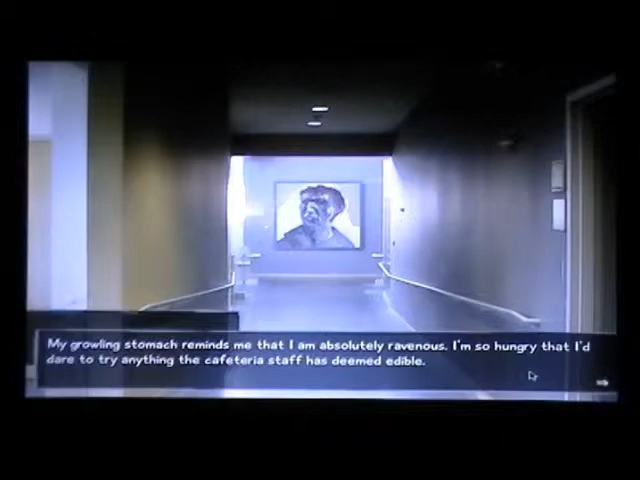 My growling stomach reminds me that I am absolutely ravenous. I'm so hungry that I'd
dare to try anything the cafeteria staff has deemed edible.